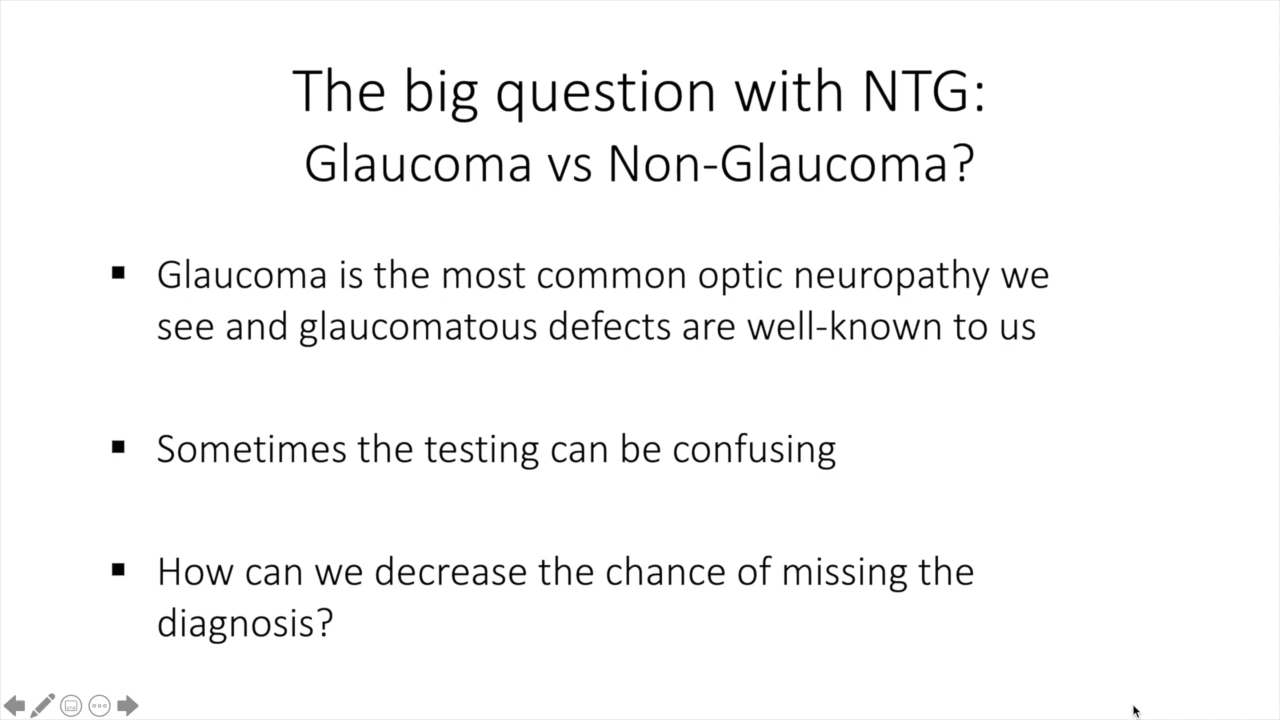 The big question with NTG:
Glaucoma vs Non-Glaucoma?
Glaucoma is the most common optic neuropathy we
see and glaucomatous defects are well-known to us
Sometimes the testing can be confusing
How can we decrease the chance of missing the
diagnosis?